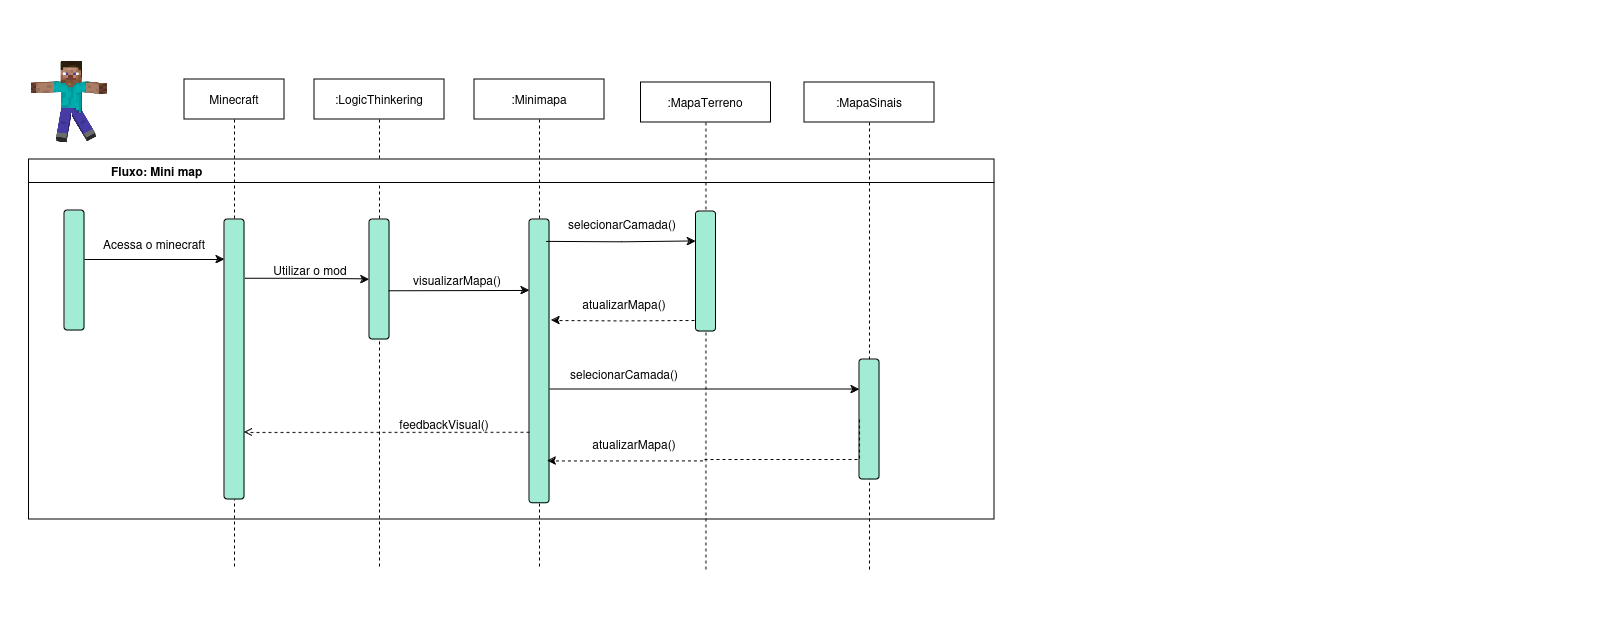 Minecraft
:LogicThinkering
:Minimapa
:MapaTerreno
:MapaSinais
Fluxo: Mini map
selecionarCamada()
Acessa o minecraft
Utilizar o mod
visualizarMapa()
atualizarMapa()
selecionarCamada()
feedbackVisual()
atualizarMapa()